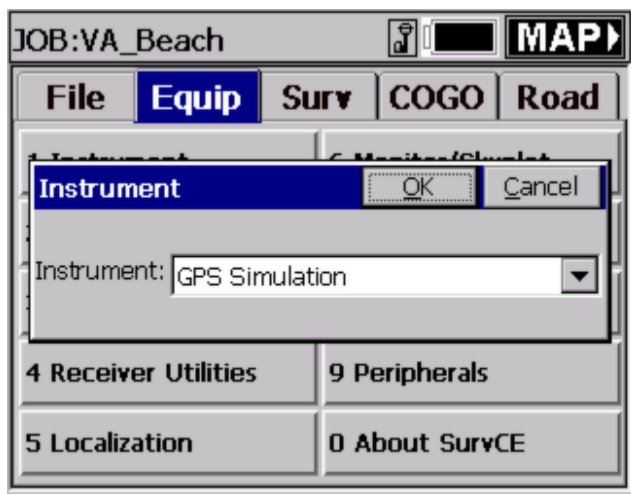 JOB:VA_Beach MAP
File Equip Surv COGO Road
Instrument OK Cancel
Instrument: GPS Simulation
4 Receiver Utilities 9 Peripherals
5 Localization 0 About SurvCE